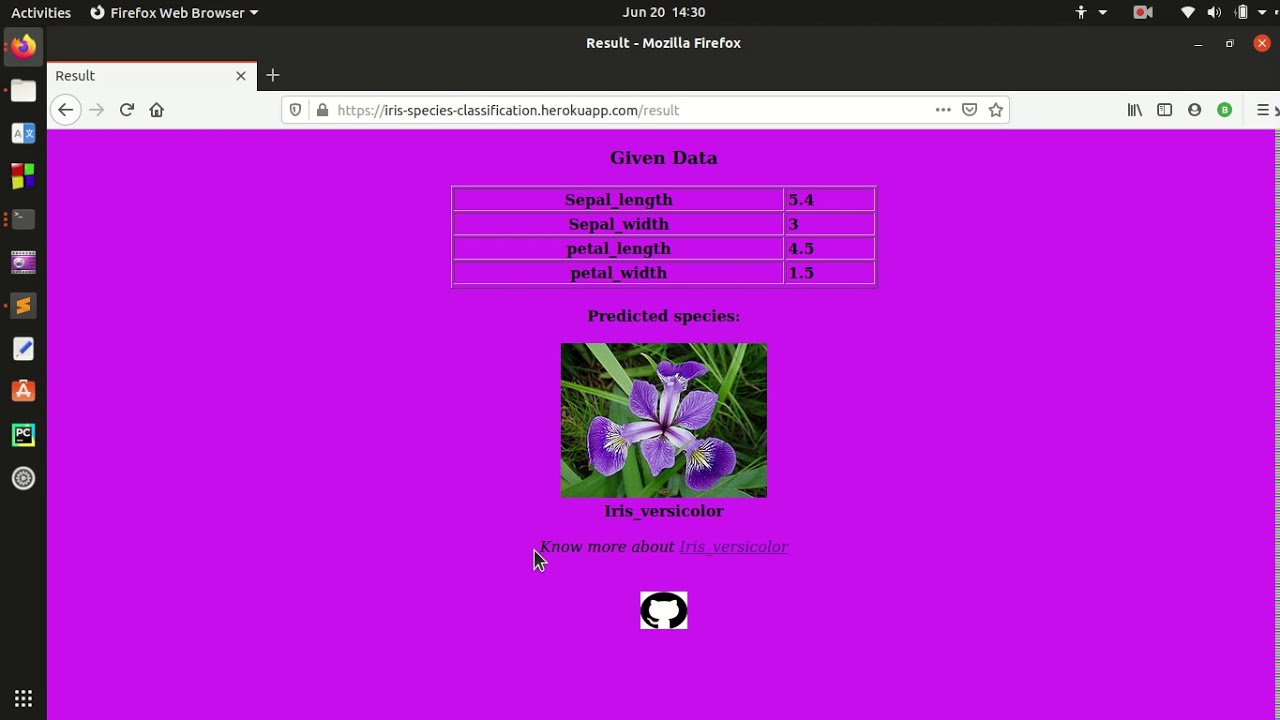 Activities Firefox Web Browser Jun 20 14:30
Result - Mozilla Firefox
Result
https://iris-species-classification.herokuapp.com/result
Given Data
Sepal_length 5.4
Sepal_width 3
petal_length 4.5
petal_width 1.5
Predicted species:
Iris_versicolor
Know more about Iris_versicolor
PC